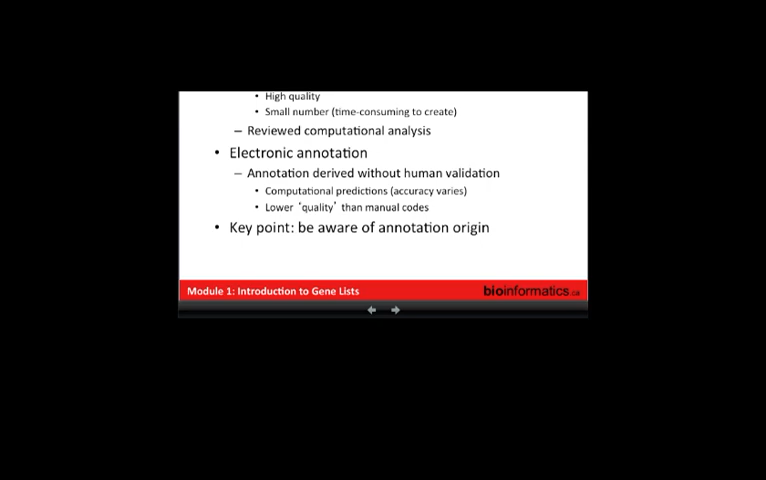 • High quality
• Small number (time-consuming to create)
– Reviewed computational analysis
• Electronic annotation
– Annotation derived without human validation
• Computational predictions (accuracy varies)
• Lower ‘quality’ than manual codes
• Key point: be aware of annotation origin
Module 1: Introduction to Gene Lists
bioinformatics.ca